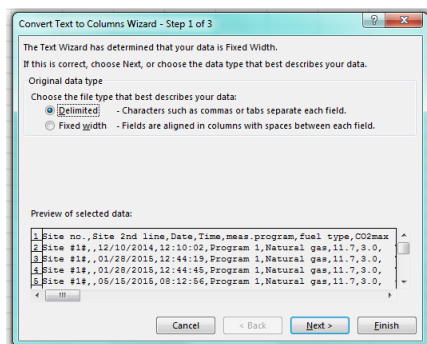 Convert Text to Columns Wizard - Step 1 of 3
The Text Wizard has determined that your data is Fixed Width.
If this is correct, choose Next, or choose the data type that best describes your data.
Original data type
Choose the file type that best describes your data:
Delimited - Characters such as commas or tabs separate each field.
Fixed width - Fields are aligned in columns with spaces between each field.
Preview of selected data:
1 Site no.,Site 2nd line,Date,Time,meas.program,fuel type,CO2max
2 Site #1#,,12/10/2014,12:10:02,Program 1,Natural gas,11.7,3.0,
3 Site #1#,,01/28/2015,12:44:19,Program 1,Natural gas,11.7,3.0,
4 Site #1#,,01/28/2015,12:44:45,Program 1,Natural gas,11.7,3.0,
5 Site #1#,,05/15/2015,08:12:56,Program 1,Natural gas,11.7,3.0,
Cancel < Back Next > Finish